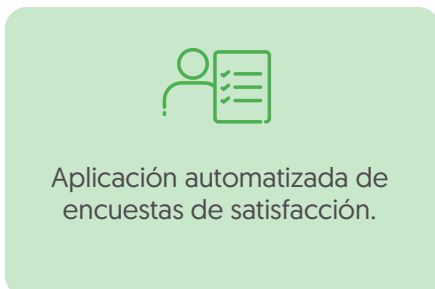 Aplicación automatizada de
encuestas de satisfacción.